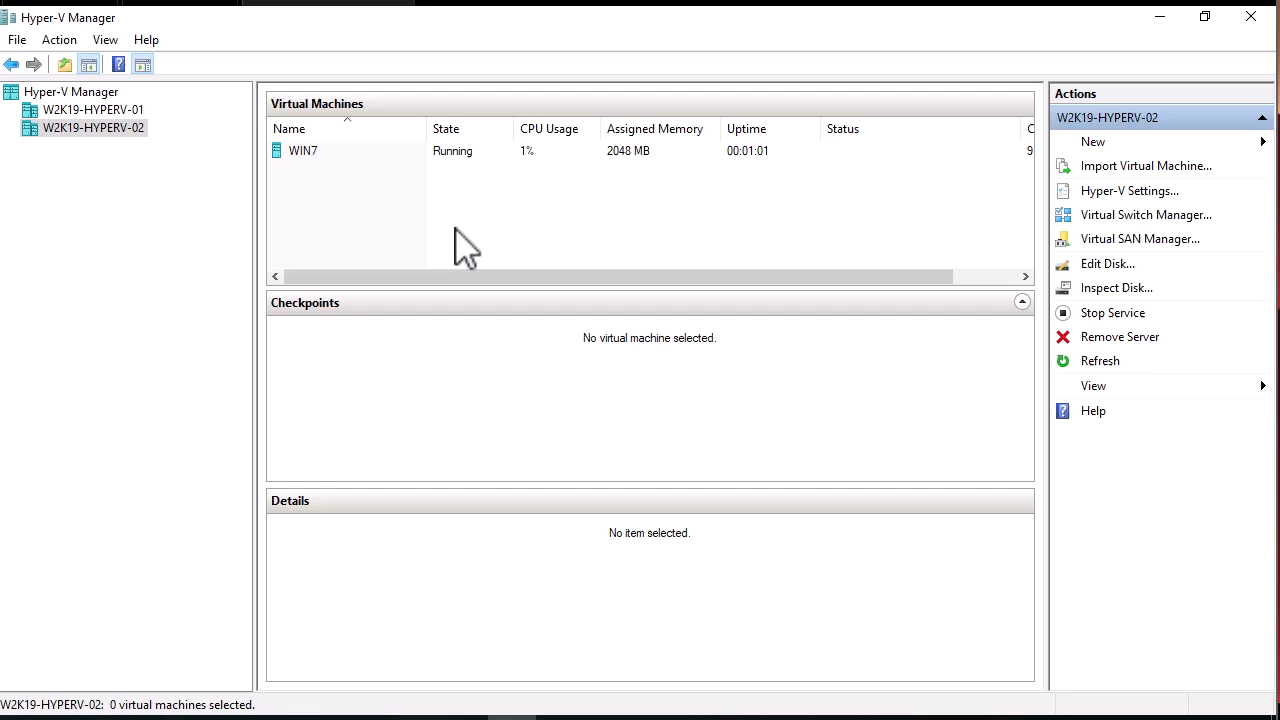 Hyper-V Manager
File Action View Help
Hyper-V Manager
W2K19-HYPERV-01
W2K19-HYPERV-02
Virtual Machines
Name State CPU Usage Assigned Memory Uptime Status C
WIN7 Running 1% 2048 MB 00:01:01 9
Checkpoints
No virtual machine selected.
Details
No item selected.
Actions
W2K19-HYPERV-02
New
Import Virtual Machine...
Hyper-V Settings...
Virtual Switch Manager...
Virtual SAN Manager...
Edit Disk...
Inspect Disk...
Stop Service
Remove Server
Refresh
View
Help
W2K19-HYPERV-02: 0 virtual machines selected.